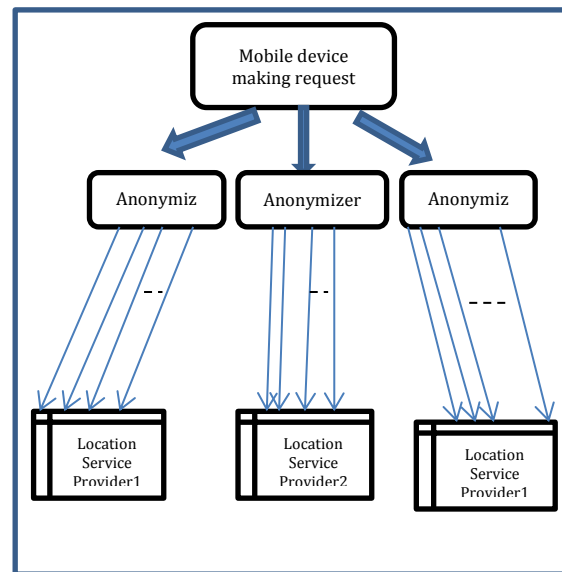 Mobile device
making request
Anonymiz
Anonymizer
Anonymiz
Location
Service
Provider1
Location
Service
Provider2
Location
Service
Provider1